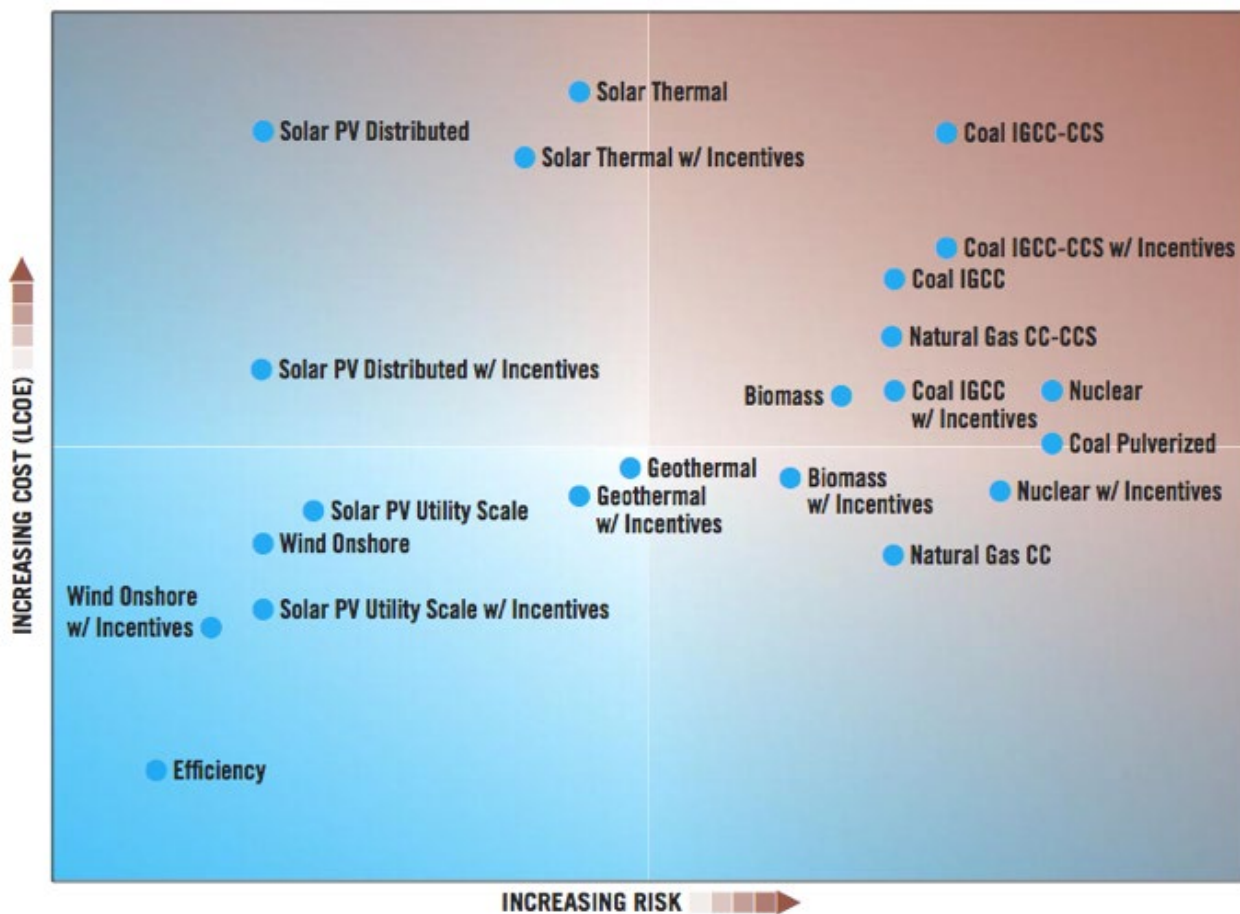 Solar Thermal
Solar PV Distributed
Coal IGCC-CCS
Solar Thermal w/ Incentives
Coal IGCC-CCS w/ Incentives
Coal IGCC
Natural Gas CC-CCS
Solar PV Distributed w/ Incentives
Biomass
Coal IGCC
w/ Incentives
Nuclear
Coal Pulverized
Geothermal
Geothermal
w/ Incentives
Biomass
w/ Incentives
Nuclear w/ Incentives
Solar PV Utility Scale
Wind Onshore
Natural Gas CC
Wind Onshore
w/ Incentives
Solar PV Utility Scale w/ Incentives
Efficiency
INCREASING COST (LCOE)
INCREASING RISK